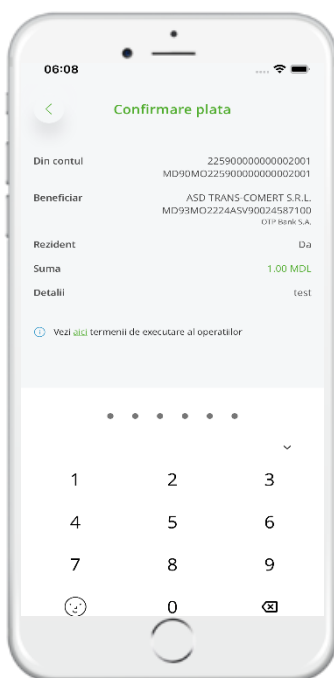 06:08
Confirmare plata
Din contul
225900000000002001
MD90MO225900000000002001
Beneficiar
ASD TRANS-COMERT S.R.L.
MD93MO2224ASV90024587100
OTP Bank S.A.
Rezident
Da
Suma
1.00 MDL
Detalii
test
Vezi aici termenii de executare al operatiilor
1 2 3
4 5 6
7 8 9
0